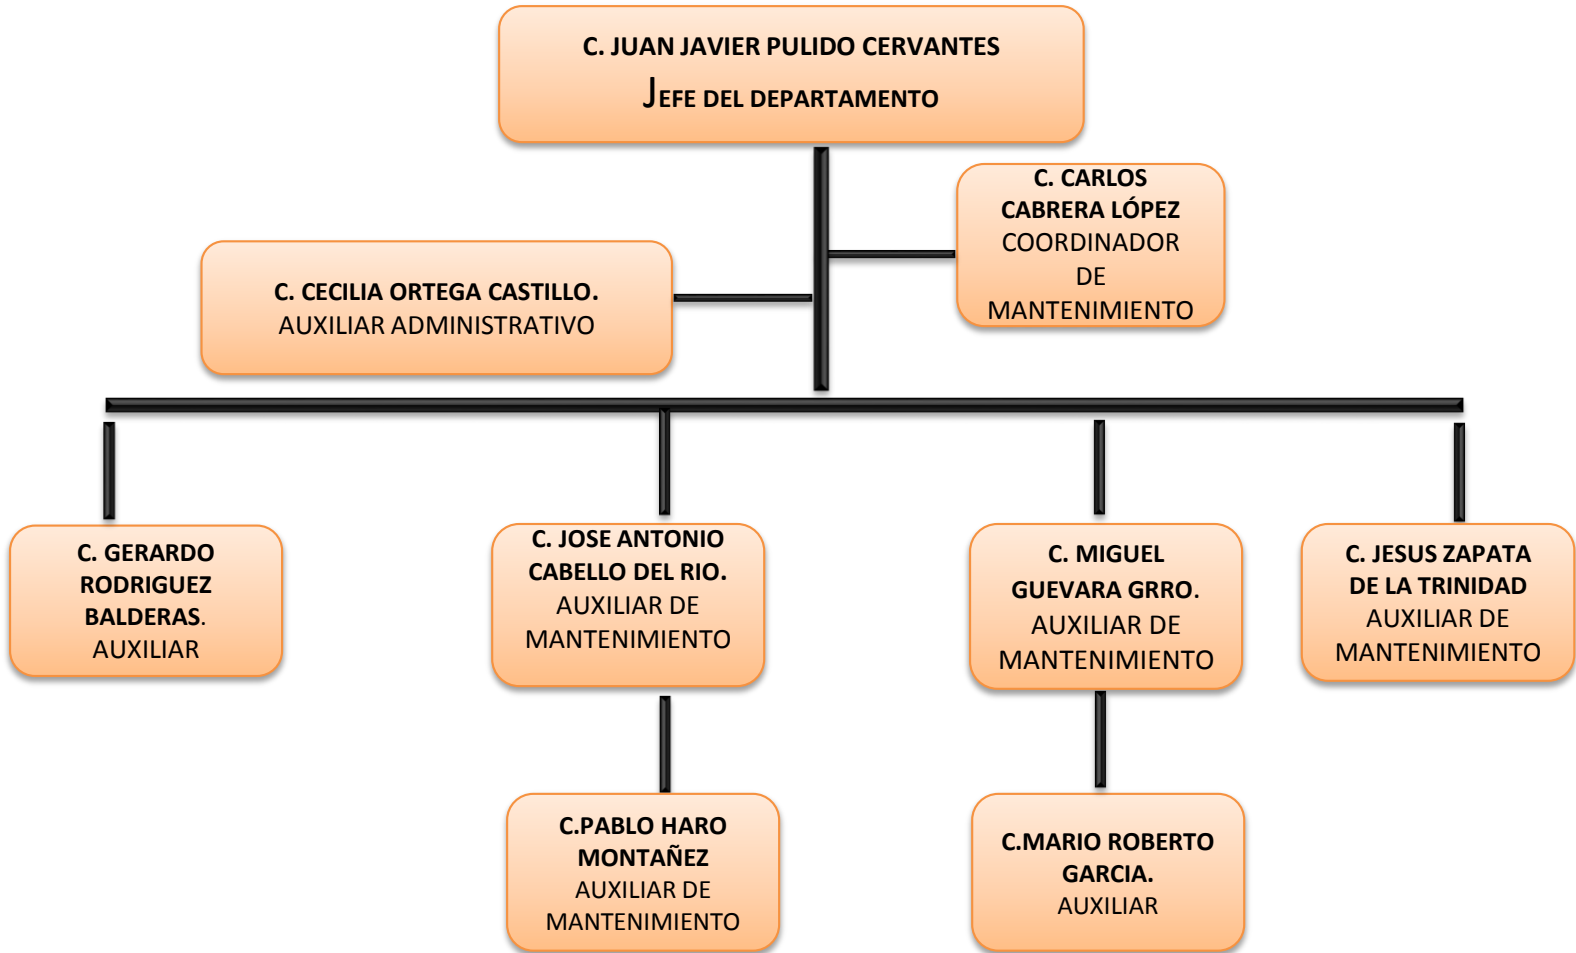 C. JUAN JAVIER PULIDO CERVANTES
JEFE DEL DEPARTAMENTO
C. CARLOS
CABRERA LÓPEZ
COORDINADOR
DE
MANTENIMIENTO
C. CECILIA ORTEGA CASTILLO.
AUXILIAR ADMINISTRATIVO
C. GERARDO
RODRIGUEZ
BALDERAS.
AUXILIAR
C. JOSE ANTONIO
CABELLO DEL RIO.
AUXILIAR DE
MANTENIMIENTO
C. MIGUEL
GUEVARA GRRO.
AUXILIAR DE
MANTENIMIENTO
C. JESUS ZAPATA
DE LA TRINIDAD
AUXILIAR DE
MANTENIMIENTO
C.PABLO HARO
MONTAÑEZ
AUXILIAR DE
MANTENIMIENTO
C.MARIO ROBERTO
GARCIA.
AUXILIAR